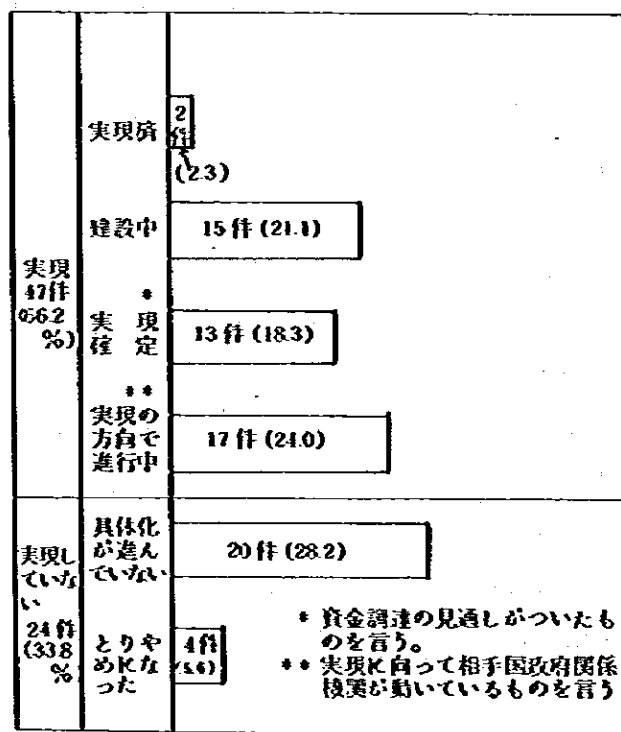 実現
47件
(66.2
%)
実現済
2
件
(2.3)
建設中
15件(21.1)
*
実現
確定
13件(18.3)
**
実現の
方向で
進行中
17件(24.0)
実現し
ていな
い
24件
(33.8
%
具体化
が進ん
でいない
20件(28.2)
とりや
めにな
った
4件
(5.6)
* 資金調達の見通しがついたも
のを言う。
** 実現に向って相手国政府関係
機関が動いているものを言う